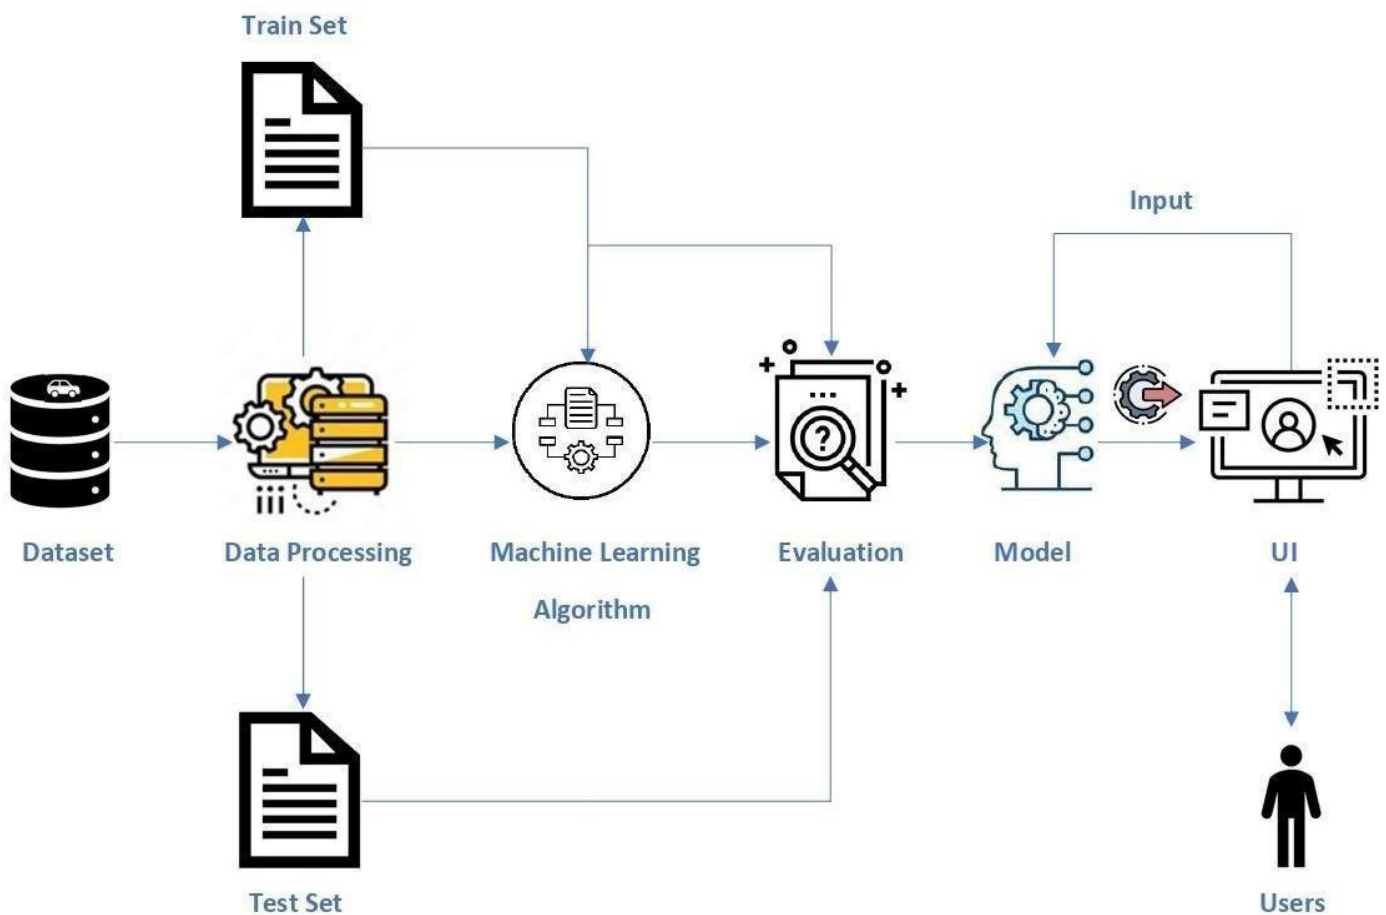 Train Set
Input
Dataset
Data Processing
Machine Learning
Algorithm
Evaluation
?
Model
UI
Test Set
Users